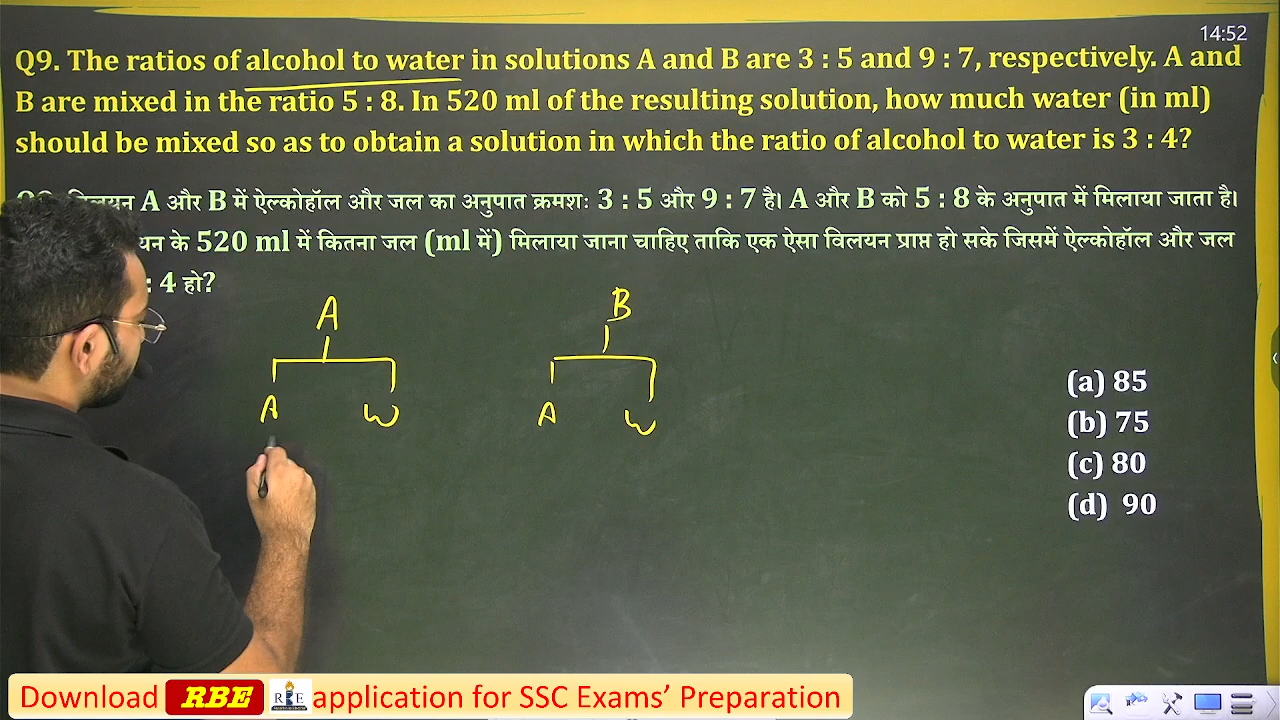 14:52
Q9. The ratios of alcohol to water in solutions A and B are 3 : 5 and 9 : 7, respectively. A and
B are mixed in the ratio 5 : 8. In 520 ml of the resulting solution, how much water (in ml)
should be mixed so as to obtain a solution in which the ratio of alcohol to water is 3 : 4?
A और B में ऐल्कोहॉल और जल का अनुपात क्रमशः 3 : 5 और 9 : 7 है। A और B को 5 : 8 के अनुपात में मिलाया जाता है।
के 520 ml में कितना जल (ml में) मिलाया जाना चाहिए ताकि एक ऐसा विलयन प्राप्त हो सके जिसमें ऐल्कोहॉल और जल
: 4 हो?
A B
A W A W
(a) 85
(b) 75
(c) 80
(d) 90
Download RBE RBE application for SSC Exams’ Preparation